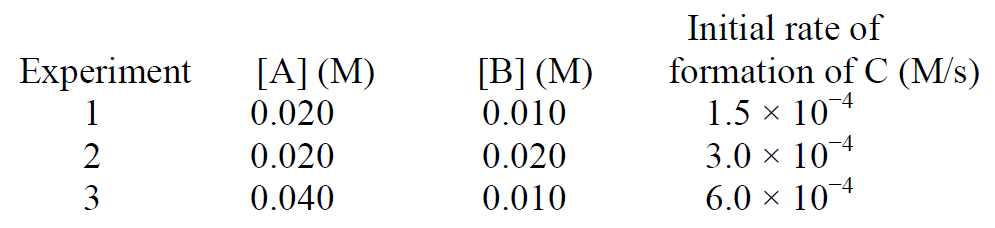 Initial rate of
Experiment [A] (M) [B] (M) formation of C (M/s)
1 0.020 0.010 1.5 × 10⁻⁴
2 0.020 0.020 3.0 × 10⁻⁴
3 0.040 0.010 6.0 × 10⁻⁴